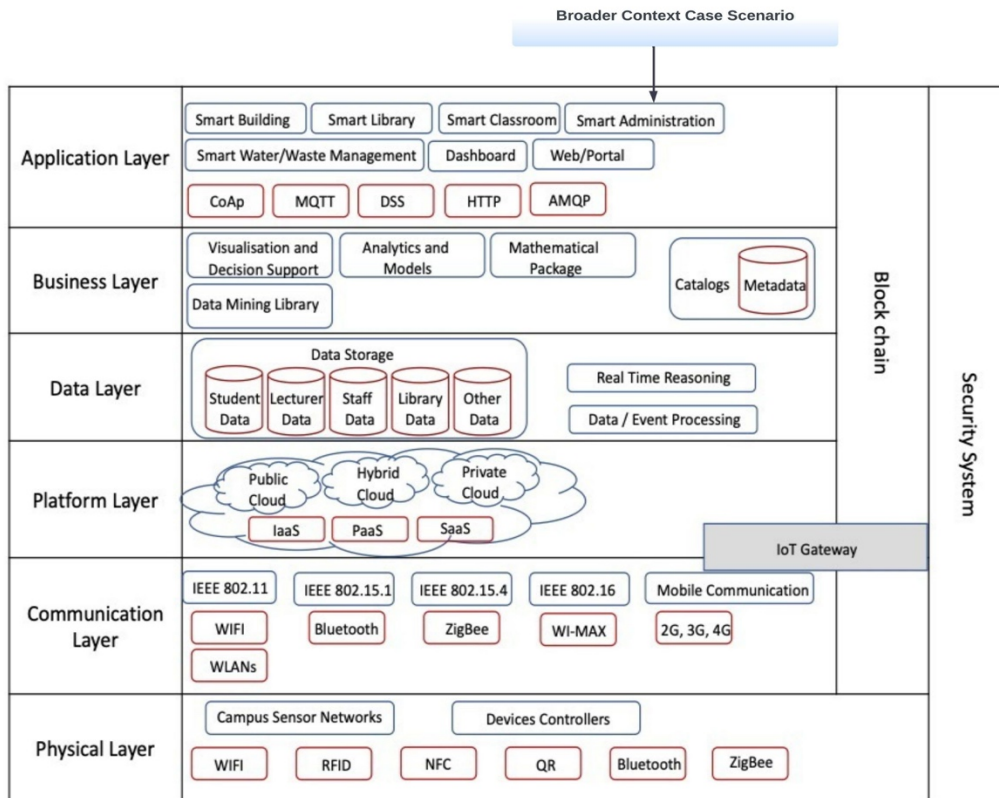 Broader Context Case Scenario
Application Layer
Smart Building
Smart Library
Smart Classroom
Smart Administration
Smart Water/Waste Management
Dashboard
Web/Portal
CoAp
MQTT
DSS
HTTP
AMQP
Business Layer
Visualisation and
Decision Support
Analytics and
Models
Mathematical
Package
Data Mining Library
Catalogs
Metadata
Data Layer
Data Storage
Student
Data
Lecturer
Data
Staff
Data
Library
Data
Other
Data
Real Time Reasoning
Data / Event Processing
Platform Layer
Public
Cloud
Hybrid
Cloud
Private
Cloud
IaaS
PaaS
SaaS
IoT Gateway
Communication
Layer
IEEE 802.11
IEEE 802.15.1
IEEE 802.15.4
IEEE 802.16
Mobile Communication
WIFI
Bluetooth
ZigBee
WI-MAX
2G, 3G, 4G
WLANs
Physical Layer
Campus Sensor Networks
Devices Controllers
WIFI
RFID
NFC
QR
Bluetooth
ZigBee
Block chain
Security System